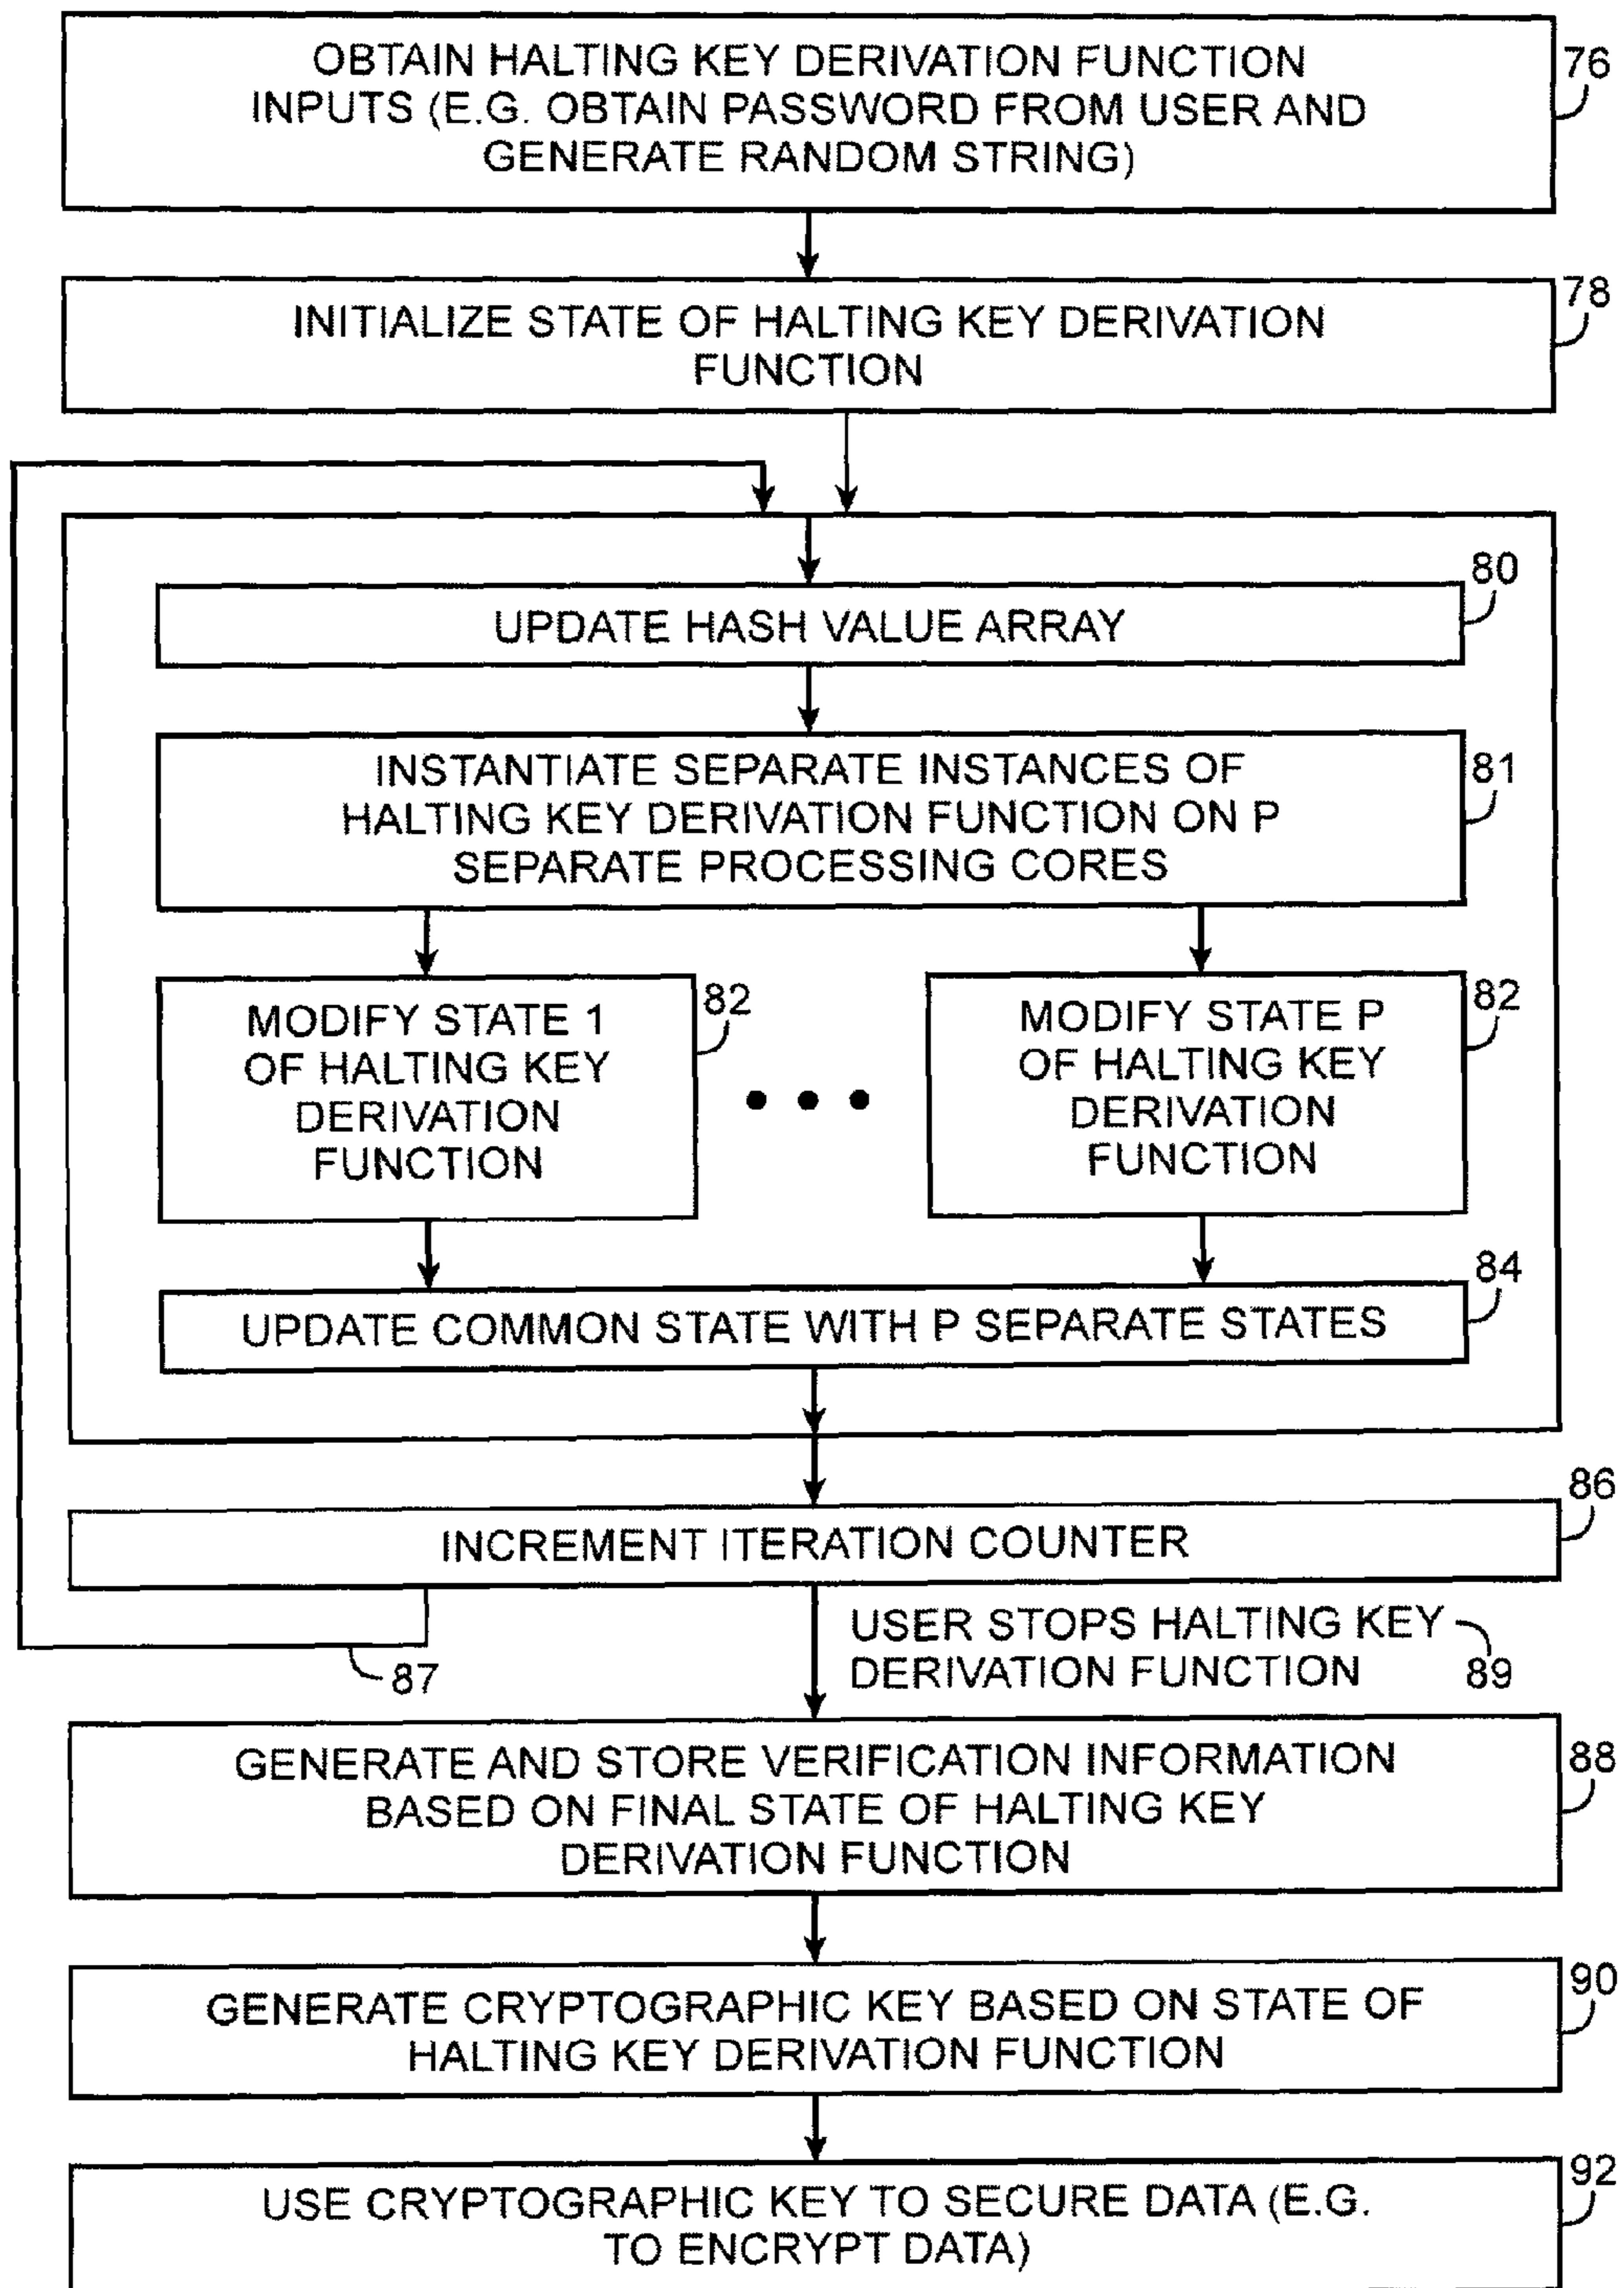 OBTAIN HALTING KEY DERIVATION FUNCTION
INPUTS (E.G. OBTAIN PASSWORD FROM USER AND
GENERATE RANDOM STRING)
76
INITIALIZE STATE OF HALTING KEY DERIVATION
FUNCTION
78
UPDATE HASH VALUE ARRAY
80
INSTANTIATE SEPARATE INSTANCES OF
HALTING KEY DERIVATION FUNCTION ON P
SEPARATE PROCESSING CORES
81
MODIFY STATE 1
OF HALTING KEY
DERIVATION
FUNCTION
82
MODIFY STATE P
OF HALTING KEY
DERIVATION
FUNCTION
82
UPDATE COMMON STATE WITH P SEPARATE STATES
84
INCREMENT ITERATION COUNTER
86
87
USER STOPS HALTING KEY
DERIVATION FUNCTION
89
GENERATE AND STORE VERIFICATION INFORMATION
BASED ON FINAL STATE OF HALTING KEY
DERIVATION FUNCTION
88
GENERATE CRYPTOGRAPHIC KEY BASED ON STATE OF
HALTING KEY DERIVATION FUNCTION
90
USE CRYPTOGRAPHIC KEY TO SECURE DATA (E.G.
TO ENCRYPT DATA)
92